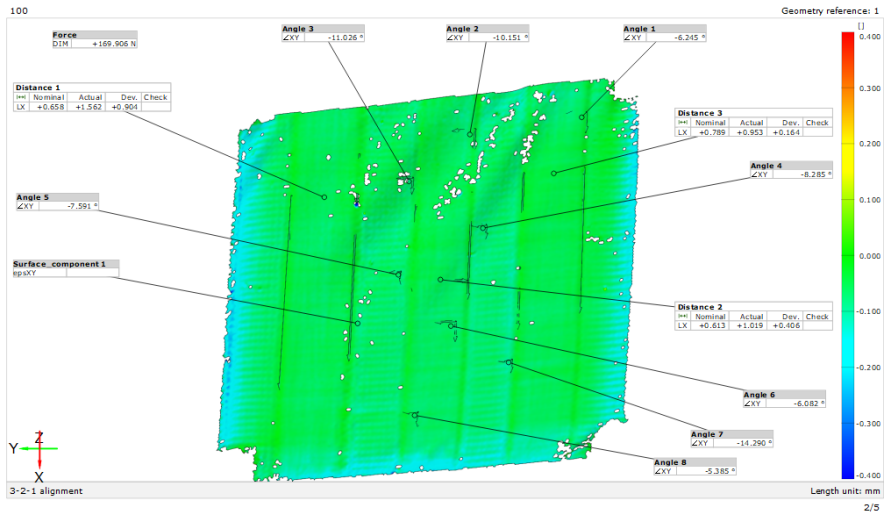 100 Geometry reference: 1
[]
Force
DIM +169.906 N
Angle 3
∠XY -11.026 °
Angle 2
∠XY -10.151 °
Angle 1
∠XY -6.245 °
0.400
0.300
0.200
0.100
0.000
-0.100
-0.200
-0.300
-0.400
Distance 1
Nominal Actual Dev. Check
LX +0.658 +1.562 +0.904
Distance 3
Nominal Actual Dev. Check
LX +0.789 +0.953 +0.164
Angle 4
∠XY -8.285 °
Angle 5
∠XY -7.591 °
Surface_component 1
epsXY
Distance 2
Nominal Actual Dev. Check
LX +0.613 +1.019 +0.406
Angle 6
∠XY -6.082 °
Angle 7
∠XY -14.290 °
Angle 8
∠XY -5.385 °
Z
Y
X
3-2-1 alignment Length unit: mm
2/5